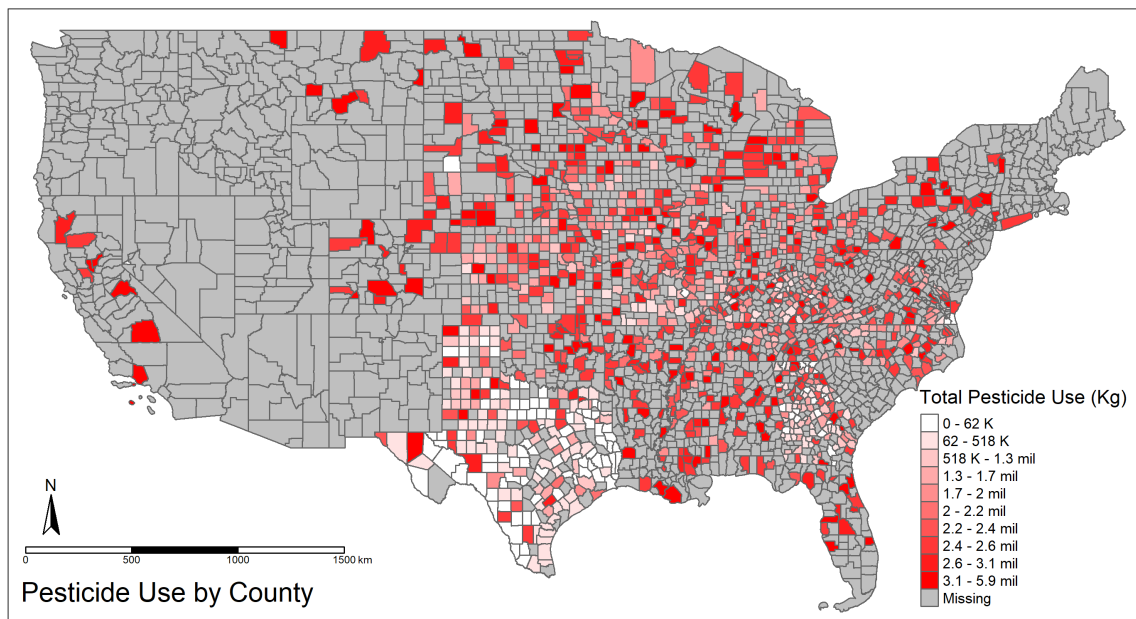 Total Pesticide Use (Kg)
0 - 62 K
62 - 518 K
518 K - 1.3 mil
1.3 - 1.7 mil
1.7 - 2 mil
2 - 2.2 mil
2.2 - 2.4 mil
2.4 - 2.6 mil
2.6 - 3.1 mil
3.1 - 5.9 mil
Missing
N
0 500 1000 1500 km
Pesticide Use by County